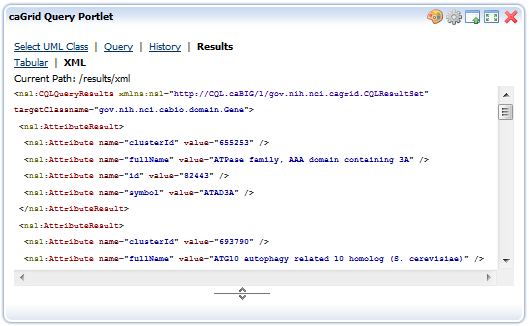 caGrid Query Portlet
Select UML Class | Query | History | Results
Tabular | XML
Current Path: /results/xml
<ns1:CQLQueryResults xmlns:ns1="http://CQL.caBIG/1/gov.nih.nci.cagrid.CQLResultSet"
targetClassname="gov.nih.nci.cabio.domain.Gene">
<ns1:AttributeResult>
<ns1:Attribute name="clusterId" value="655253" />
<ns1:Attribute name="fullName" value="ATPase family, AAA domain containing 3A" />
<ns1:Attribute name="id" value="82443" />
<ns1:Attribute name="symbol" value="ATAD3A" />
</ns1:AttributeResult>
<ns1:AttributeResult>
<ns1:Attribute name="clusterId" value="693790" />
<ns1:Attribute name="fullName" value="ATG10 autophagy related 10 homolog (S. cerevisiae)" />